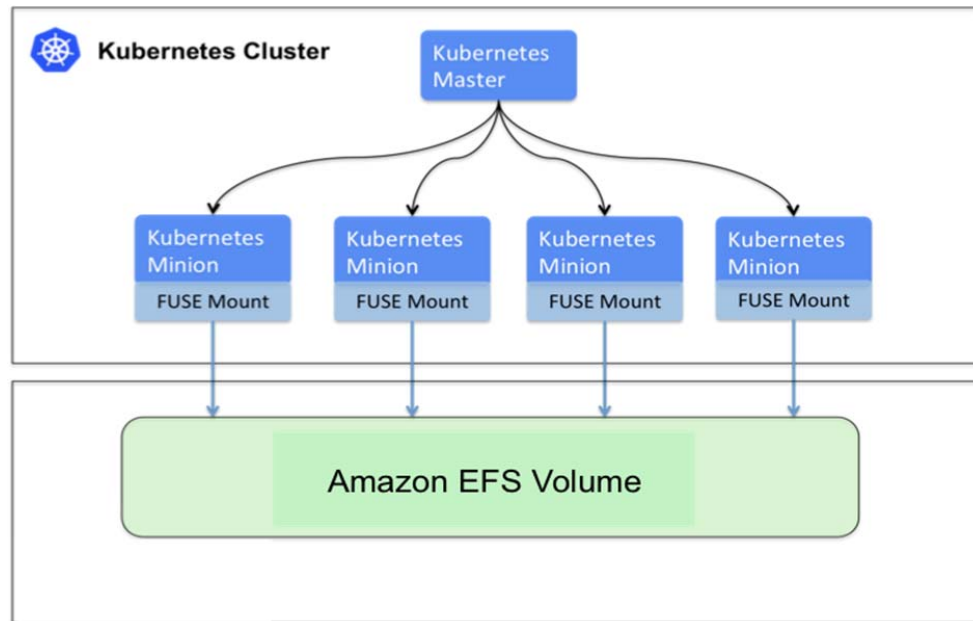 Kubernetes Cluster
Kubernetes
Master
Kubernetes
Minion
FUSE Mount
Kubernetes
Minion
FUSE Mount
Kubernetes
Minion
FUSE Mount
Kubernetes
Minion
FUSE Mount
Amazon EFS Volume